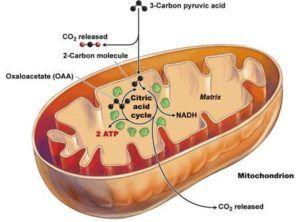 3-Carbon pyruvic acid
CO2 released
2-Carbon molecule
Oxaloacetate (OAA)
Matrix
Citric
acid
cycle
NADH
2 ATP
Mitochondrion
CO2 released